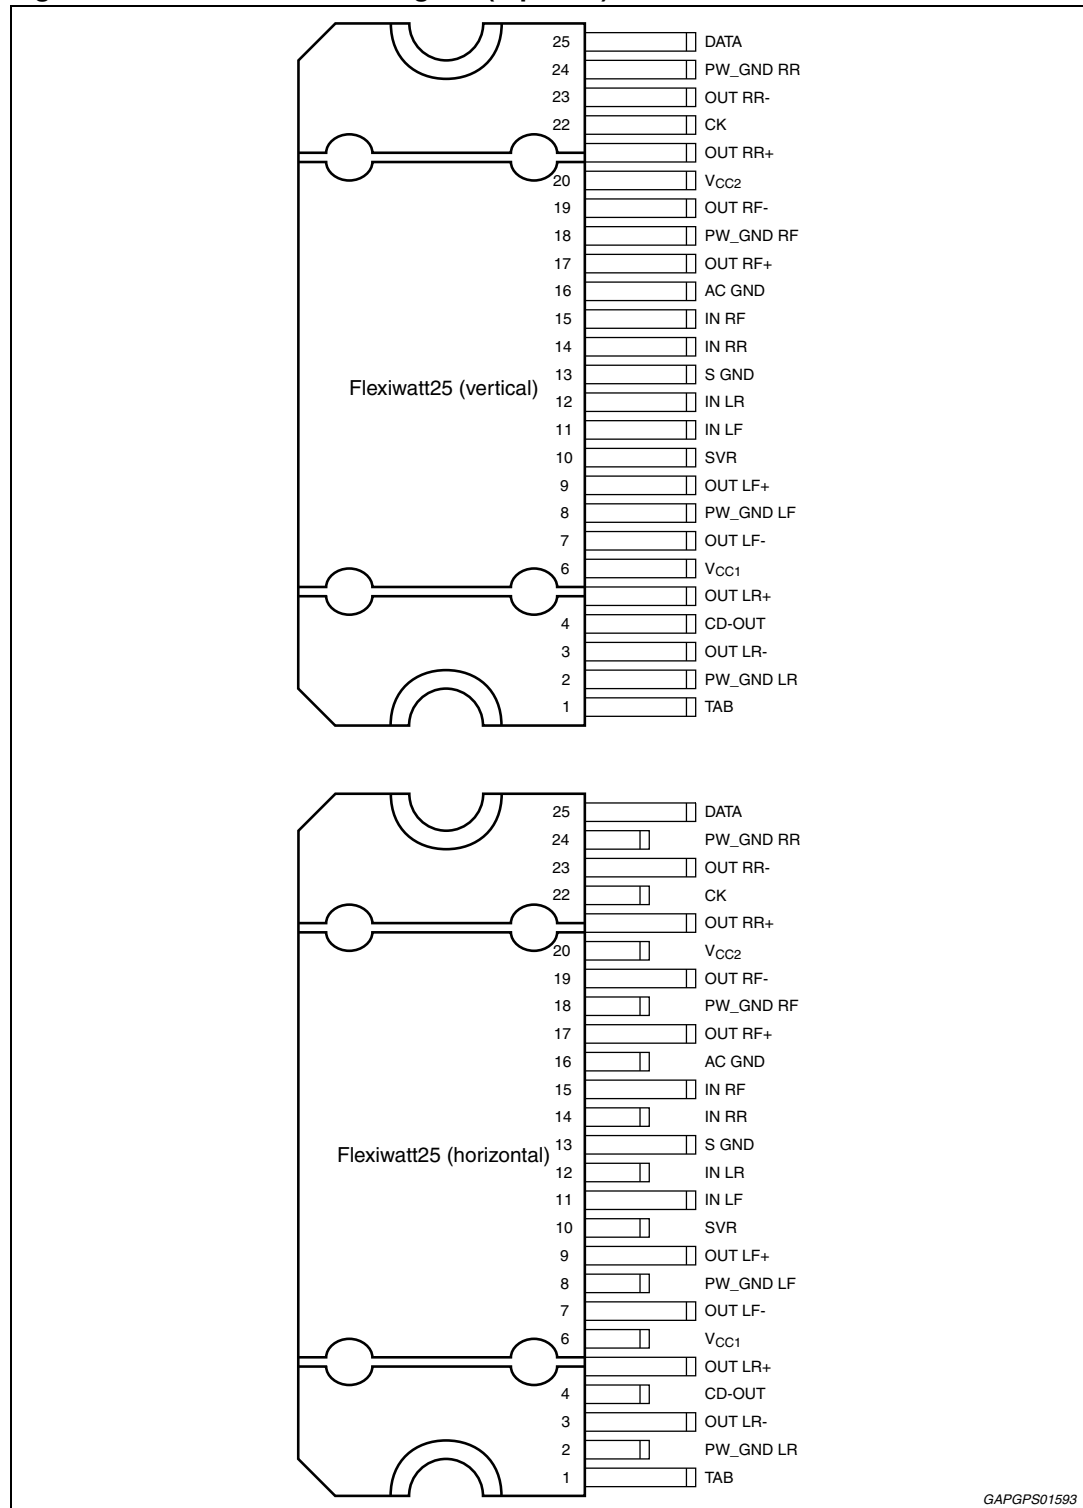 25 DATA
24 PW_GND RR
23 OUT RR-
22 CK
OUT RR+
20 VCC2
19 OUT RF-
18 PW_GND RF
17 OUT RF+
16 AC GND
15 IN RF
14 IN RR
13 S GND
Flexiwatt25 (vertical)
12 IN LR
11 IN LF
10 SVR
9 OUT LF+
8 PW_GND LF
7 OUT LF-
6 VCC1
OUT LR+
4 CD-OUT
3 OUT LR-
2 PW_GND LR
1 TAB
25 DATA
24 PW_GND RR
23 OUT RR-
22 CK
OUT RR+
20 VCC2
19 OUT RF-
18 PW_GND RF
17 OUT RF+
16 AC GND
15 IN RF
14 IN RR
13 S GND
Flexiwatt25 (horizontal)
12 IN LR
11 IN LF
10 SVR
9 OUT LF+
8 PW_GND LF
7 OUT LF-
6 VCC1
OUT LR+
4 CD-OUT
3 OUT LR-
2 PW_GND LR
1 TAB
GAPGPS01593